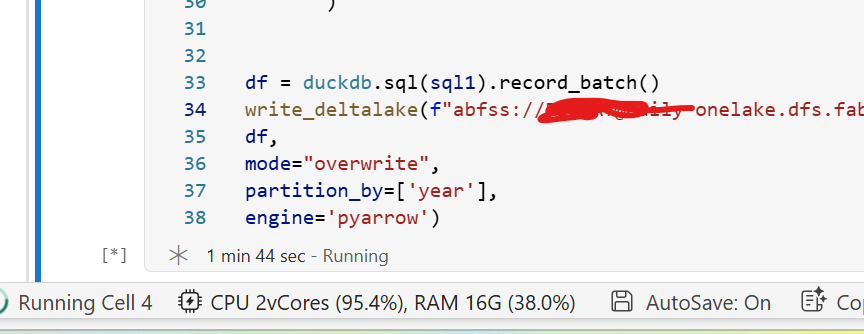 30 )
31
32
33 df = duckdb.sql(sql1).record_batch()
34 write_deltalake(f"abfss:// onelake.dfs.fab
35 df,
36 mode="overwrite",
37 partition_by=['year'],
38 engine='pyarrow')
[*] 1 min 44 sec - Running
Running Cell 4 CPU 2vCores (95.4%), RAM 16G (38.0%) AutoSave: On Cop